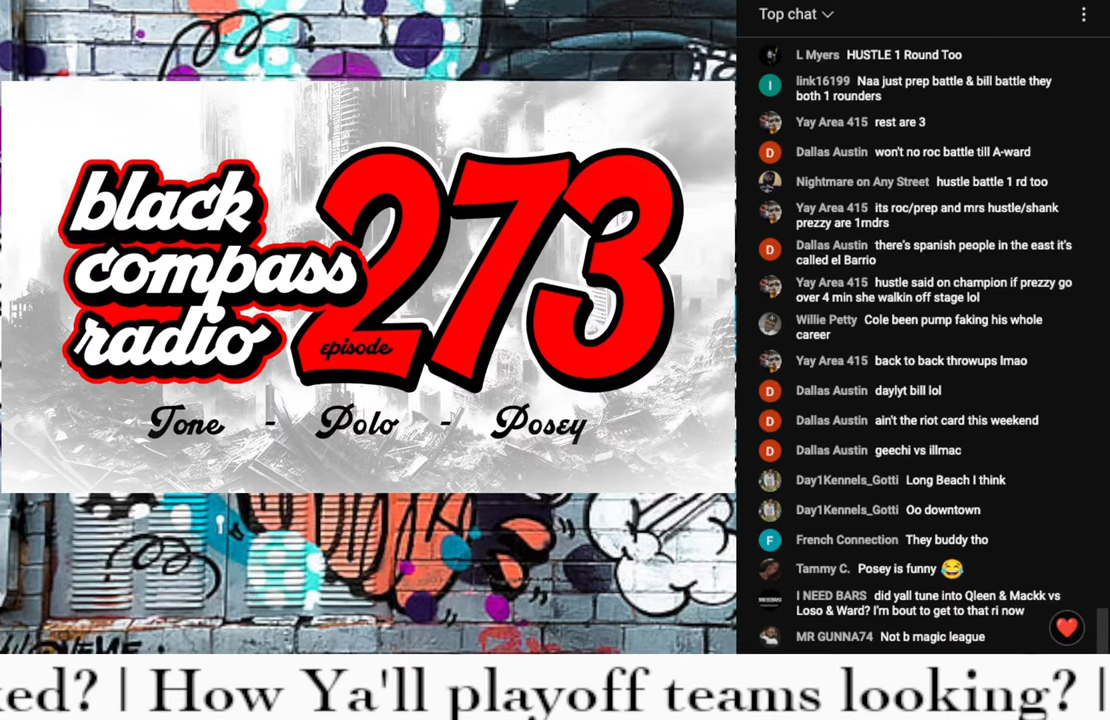 black
compass
radio
273
episode
Tone - Polo - Posey
Top chat
L Myers HUSTLE 1 Round Too
link16199 Naa just prep battle & bill battle they
both 1 rounders
Yay Area 415 rest are 3
Dallas Austin won't no roc battle till A-ward
Nightmare on Any Street hustle battle 1 rd too
Yay Area 415 its roc/prep and mrs hustle/shank
prezzy are 1rndrs
Dallas Austin there's spanish people in the east it's
called el Barrio
Yay Area 415 hustle said on champion if prezzy go
over 4 min she walkin off stage lol
Willie Petty Cole been pump faking his whole
career
Yay Area 415 back to back throwups lmao
Dallas Austin daylyt bill lol
Dallas Austin ain't the riot card this weekend
Dallas Austin geechi vs illmac
Day1Kennels_Gotti Long Beach I think
Day1Kennels_Gotti Oo downtown
French Connection They buddy tho
Tammy C. Posey is funny 😂
I NEED BARS did yall tune into Qleen & Mackk vs
Loso & Ward? I'm bout to get to that ri now
MR GUNNA74 Not b magic league
ked? | How Ya'll playoff teams looking? |